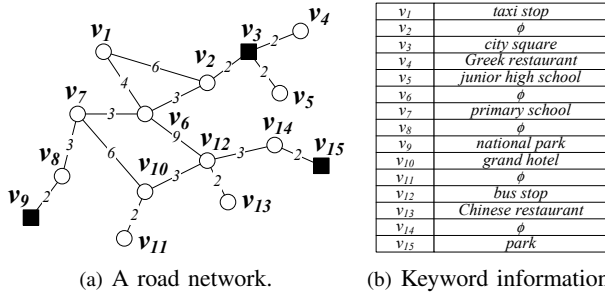 v1
v2
v3
v4
v5
v6
v7
v8
v9
v10
v11
v12
v13
v14
v15
6
4
3
2
2
2
3
9
3
2
6
3
2
3
2
2
(a) A road network.
v1 taxi stop
v2 ϕ
v3 city square
v4 Greek restaurant
v5 junior high school
v6 ϕ
v7 primary school
v8 ϕ
v9 national park
v10 grand hotel
v11 ϕ
v12 bus stop
v13 Chinese restaurant
v14 ϕ
v15 park
(b) Keyword information